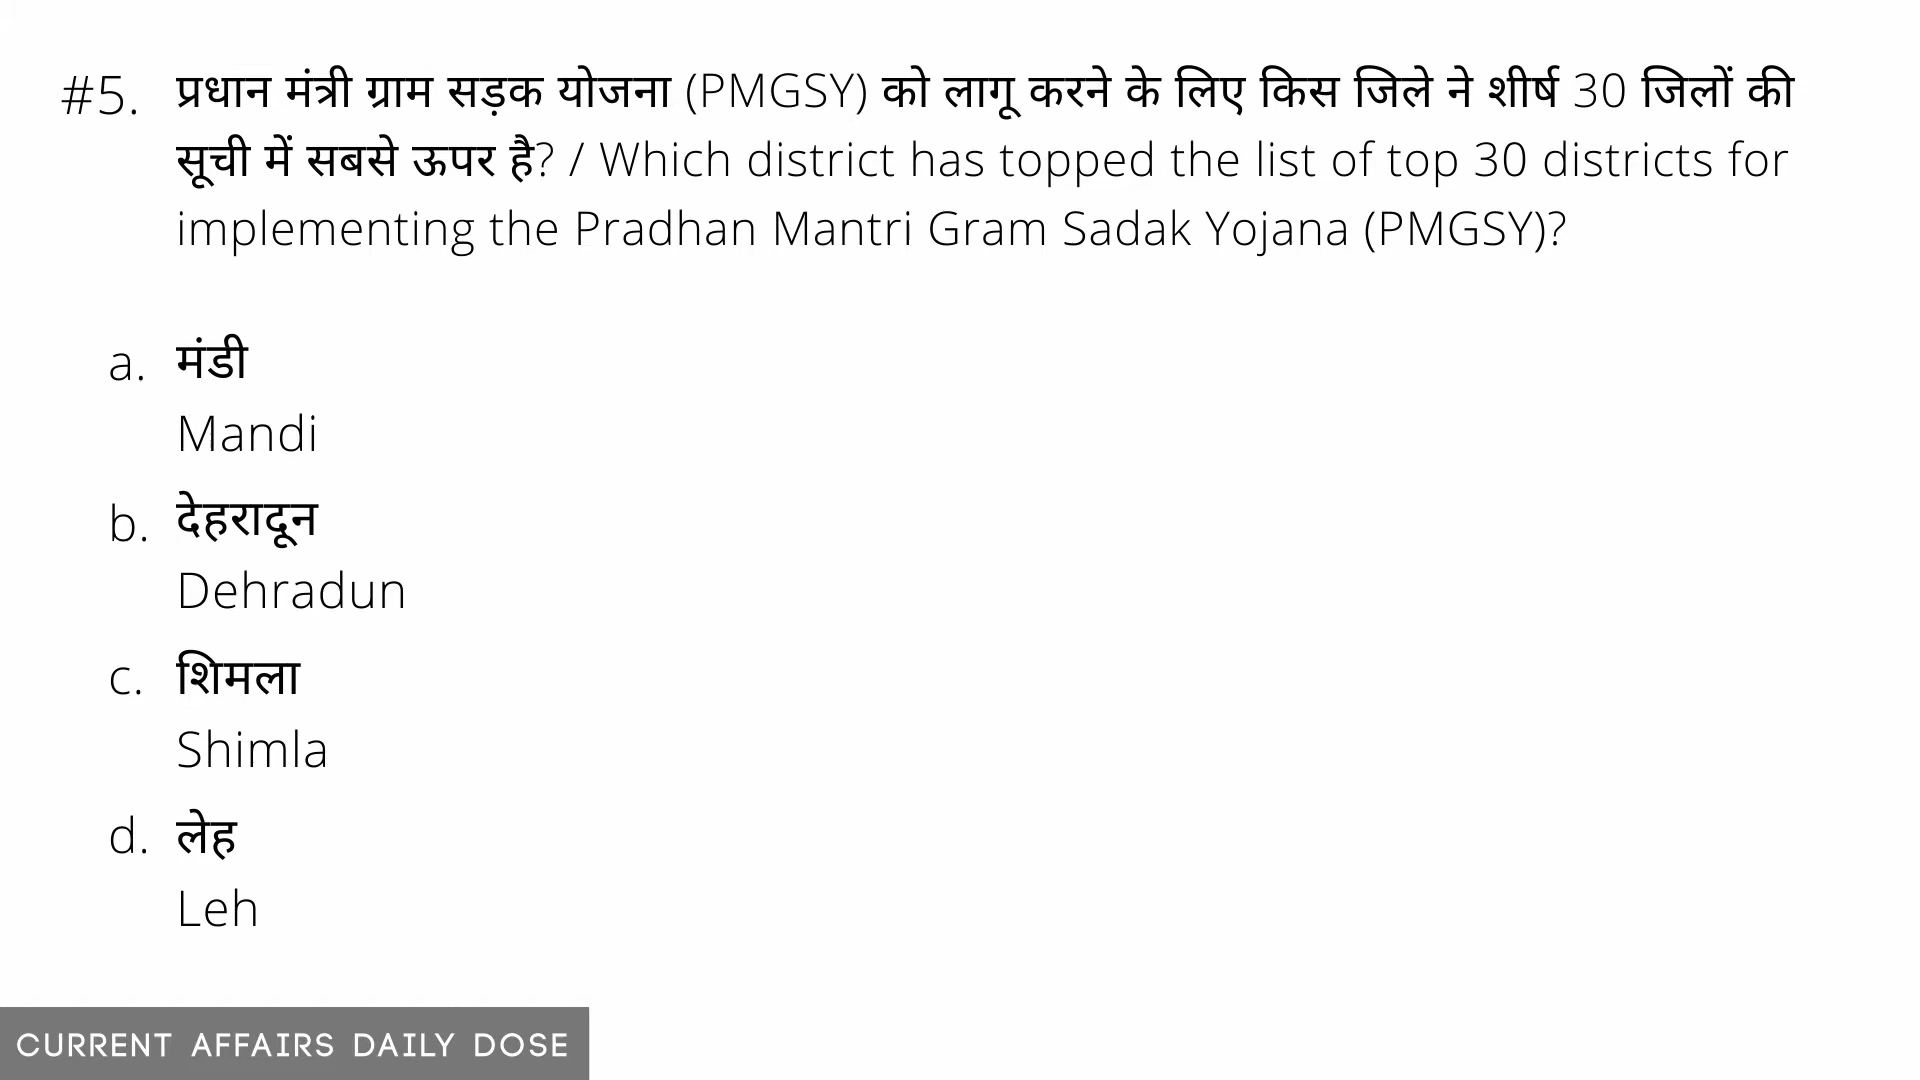 #5. प्रधान मंत्री ग्राम सड़क योजना (PMGSY) को लागू करने के लिए किस जिले ने शीर्ष 30 जिलों की
सूची में सबसे ऊपर है? / Which district has topped the list of top 30 districts for
implementing the Pradhan Mantri Gram Sadak Yojana (PMGSY)?
a. मंडी
Mandi
b. देहरादून
Dehradun
c. शिमला
Shimla
d. लेह
Leh
CURRENT AFFAIRS DAILY DOSE